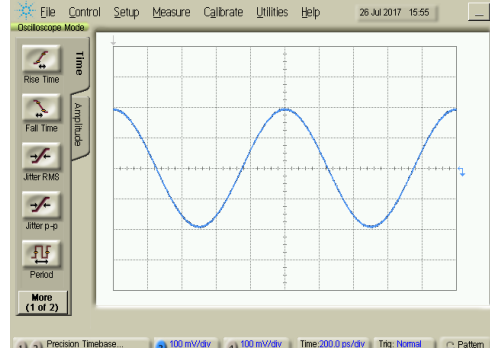 File Control Setup Measure Calibrate Utilities Help 26 Jul 2017 15:55
Oscilloscope Mode
Time
Amplitude
Rise Time
Fall Time
Jitter RMS
Jitter p-p
Period
More
(1 of 2)
Precision Timebase... 100 mV/div 100 mV/div Time:200.0 ps/div Trig: Normal Pattern